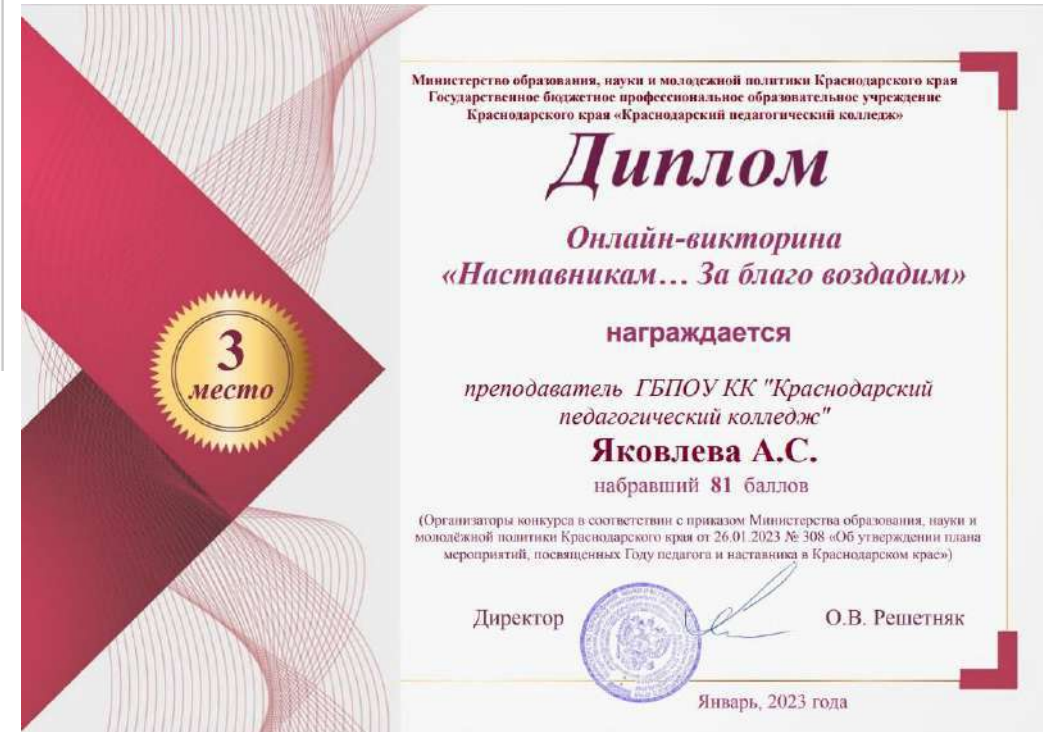 Министерство образования, науки и молодежной политики Краснодарского края
Государственное бюджетное профессиональное образовательное учреждение
Краснодарского края «Краснодарский педагогический колледж»
Диплом
Онлайн-викторина
«Наставникам… За благо воздадим»
награждается
3
место
преподаватель ГБПОУ КК "Краснодарский
педагогический колледж"
Яковлева А.С.
набравший 81 баллов
(Организаторы конкурса в соответствии с приказом Министерства образования, науки и
молодёжной политики Краснодарского края от 26.01.2023 № 308 «Об утверждении плана
мероприятий, посвященных Году педагога и наставника в Краснодарском крае»)
Директор
О.В. Решетняк
Январь, 2023 года